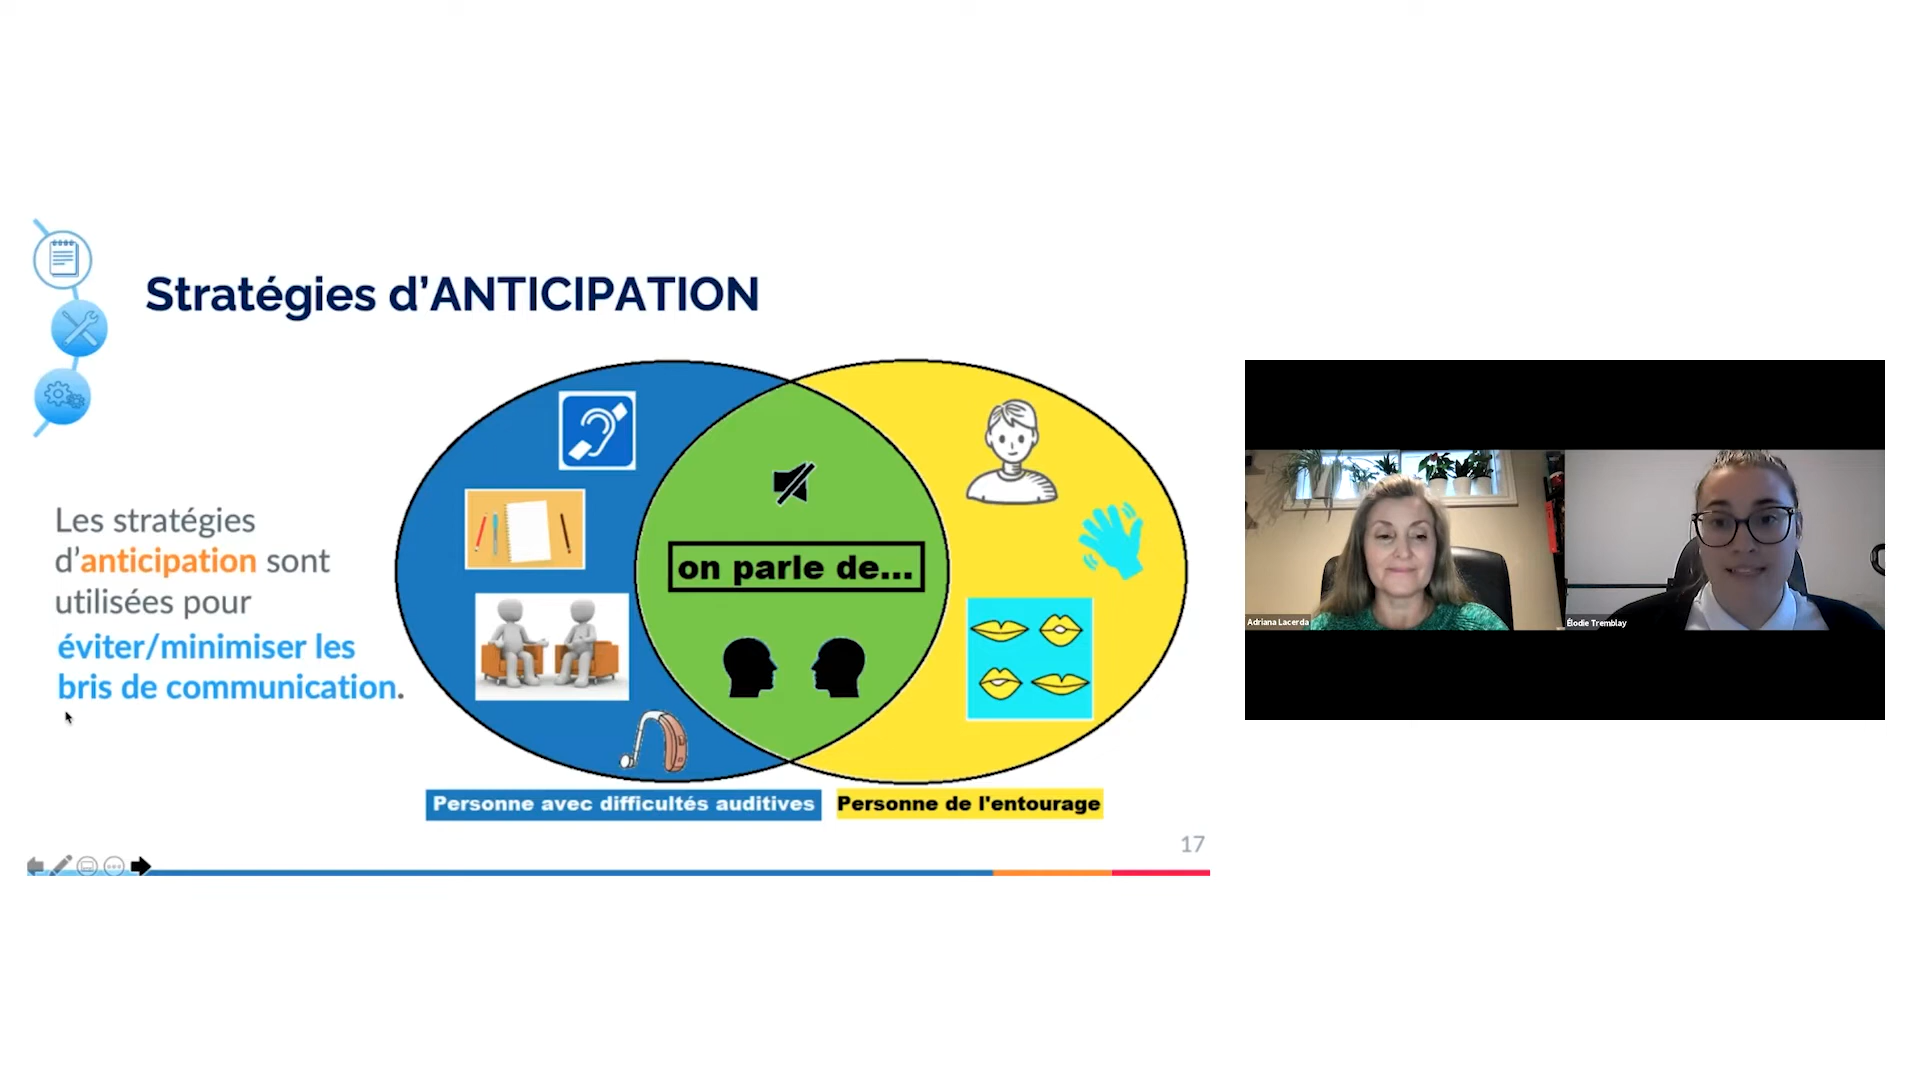 Stratégies d’ANTICIPATION
Les stratégies
d’anticipation sont
utilisées pour
éviter/minimiser les
bris de communication.
on parle de...
Personne avec difficultés auditives
Personne de l'entourage
17
Adriana Lacerda
Élodie Tremblay